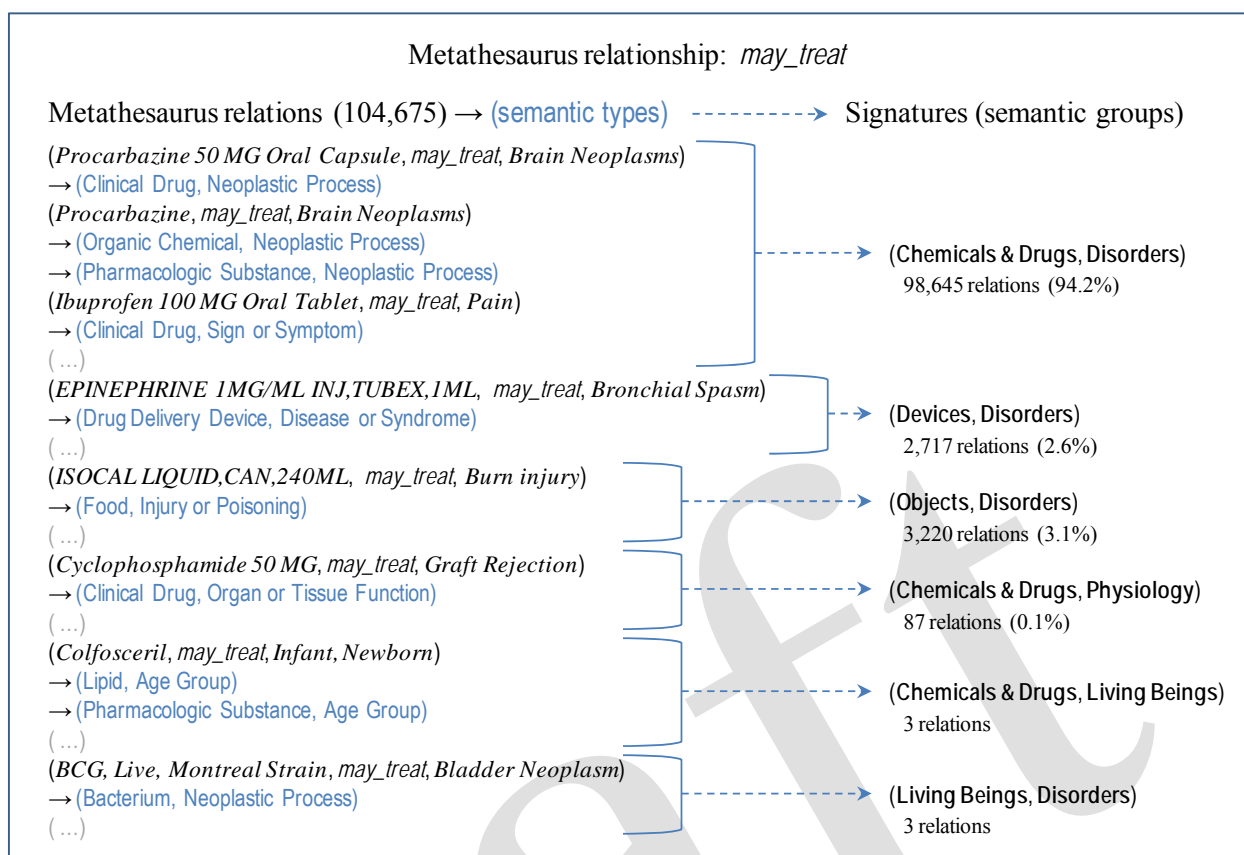 Metathesaurus relationship: may_treat
Metathesaurus relations (104,675) → (semantic types) Signatures (semantic groups)
(Procarbazine 50 MG Oral Capsule, may_treat, Brain Neoplasms)
→ (Clinical Drug, Neoplastic Process)
(Procarbazine, may_treat, Brain Neoplasms)
→ (Organic Chemical, Neoplastic Process)
→ (Pharmacologic Substance, Neoplastic Process)
(Ibuprofen 100 MG Oral Tablet, may_treat, Pain)
→ (Clinical Drug, Sign or Symptom)
(…)
(Chemicals & Drugs, Disorders)
98,645 relations (94.2%)
(EPINEPHRINE 1MG/ML INJ,TUBEX,1ML, may_treat, Bronchial Spasm)
→ (Drug Delivery Device, Disease or Syndrome)
(…)
(Devices, Disorders)
2,717 relations (2.6%)
(ISOCAL LIQUID,CAN,240ML, may_treat, Burn injury)
→ (Food, Injury or Poisoning)
(…)
(Objects, Disorders)
3,220 relations (3.1%)
(Cyclophosphamide 50 MG, may_treat, Graft Rejection)
→ (Clinical Drug, Organ or Tissue Function)
(…)
(Chemicals & Drugs, Physiology)
87 relations (0.1%)
(Colfosceril, may_treat, Infant, Newborn)
→ (Lipid, Age Group)
→ (Pharmacologic Substance, Age Group)
(…)
(Chemicals & Drugs, Living Beings)
3 relations
(BCG, Live, Montreal Strain, may_treat, Bladder Neoplasm)
→ (Bacterium, Neoplastic Process)
(…)
(Living Beings, Disorders)
3 relations